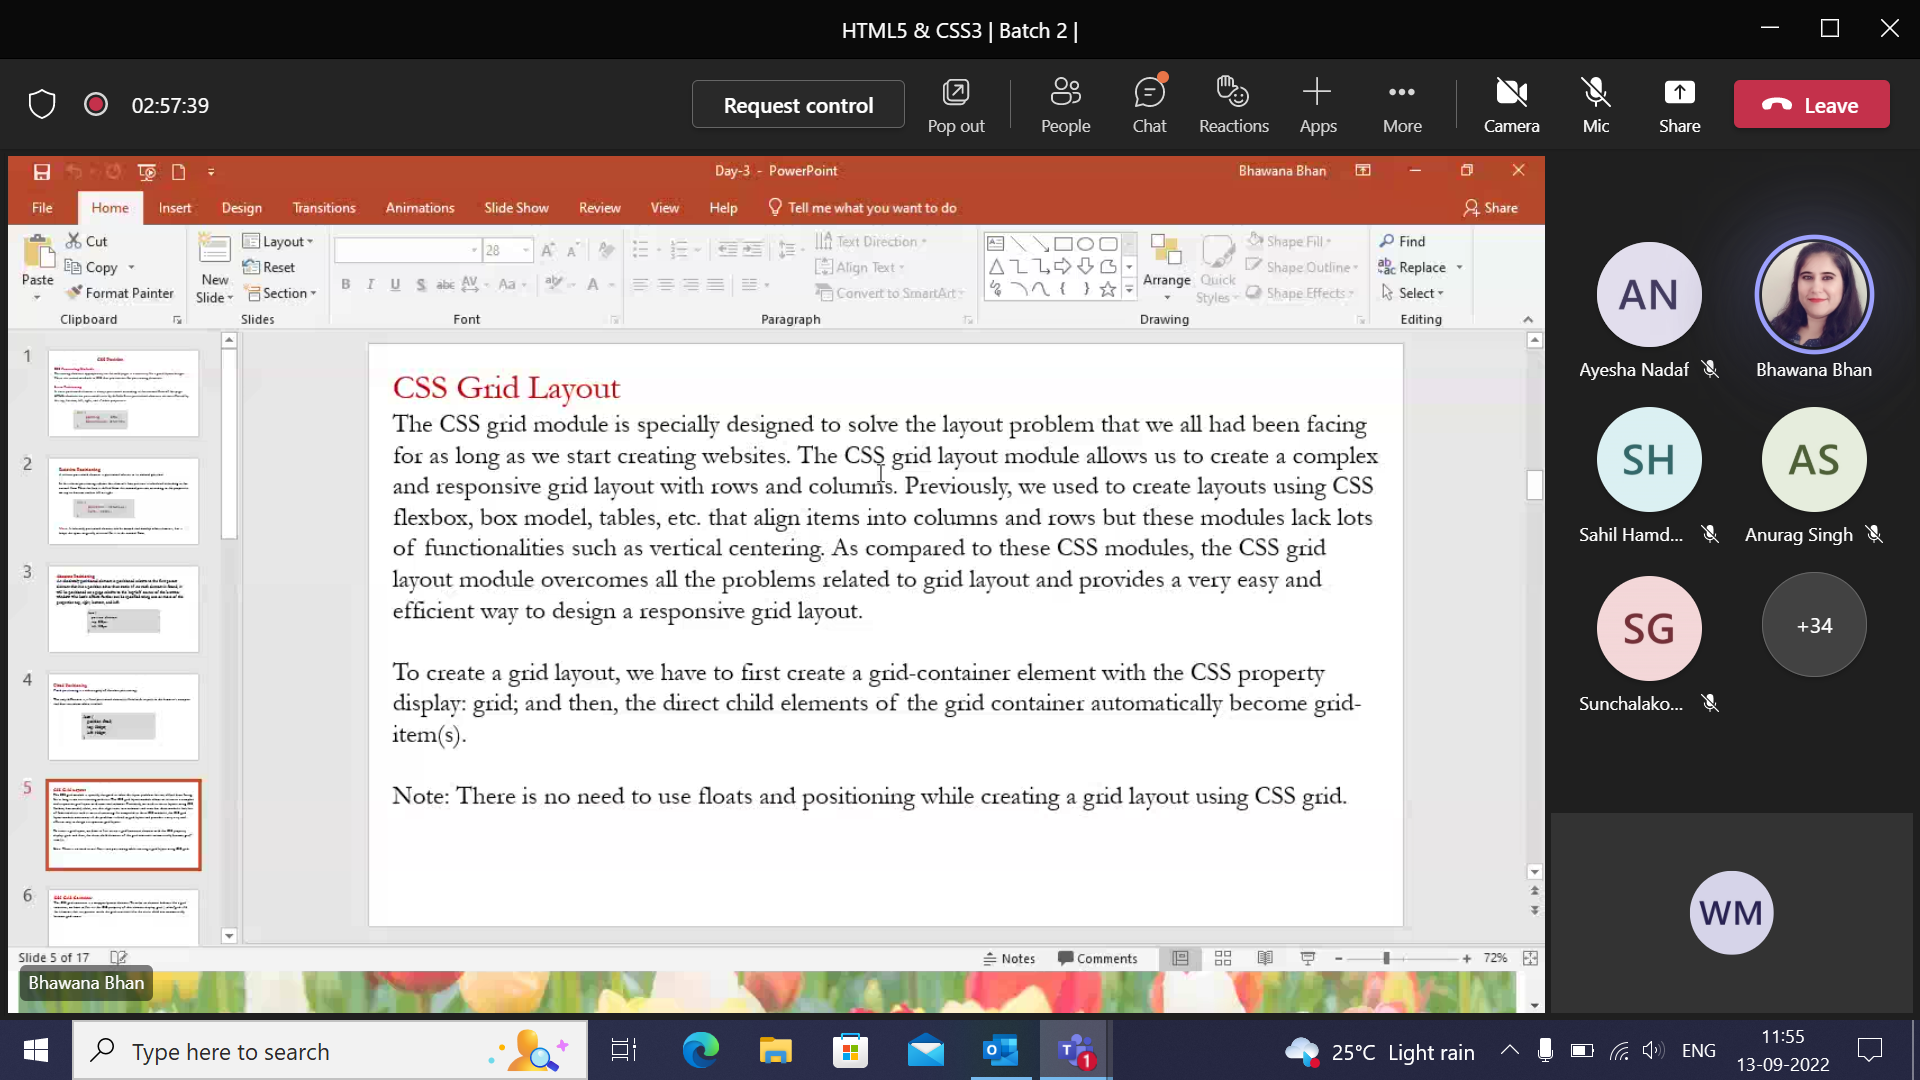 HTML5 & CSS3 | Batch 2 |
02:57:39
Request control
Pop out
People
Chat
Reactions
Apps
More
Camera
Mic
Share
Leave
Day-3 - PowerPoint
Bhawana Bhan
File
Home
Insert
Design
Transitions
Animations
Slide Show
Review
View
Help
Tell me what you want to do
Share
Paste
Cut
Copy
Format Painter
Clipboard
New
Slide
Layout
Reset
Section
Slides
28
Font
Text Direction
Align Text
Convert to SmartArt
Paragraph
Arrange
Quick
Styles
Shape Fill
Shape Outline
Shape Effects
Drawing
Find
Replace
Select
Editing
1
2
3
4
5
6
CSS Grid Layout
The CSS grid module is specially designed to solve the layout problem that we all had been facing
for as long as we start creating websites. The CSS grid layout module allows us to create a complex
and responsive grid layout with rows and columns. Previously, we used to create layouts using CSS
flexbox, box model, tables, etc. that align items into columns and rows but these modules lack lots
of functionalities such as vertical centering. As compared to these CSS modules, the CSS grid
layout module overcomes all the problems related to grid layout and provides a very easy and
efficient way to design a responsive grid layout.
To create a grid layout, we have to first create a grid-container element with the CSS property
display: grid; and then, the direct child elements of the grid container automatically become grid-
item(s).
Note: There is no need to use floats and positioning while creating a grid layout using CSS grid.
Slide 5 of 17
Notes
Comments
72%
Bhawana Bhan
AN
Ayesha Nadaf
Bhawana Bhan
SH
Sahil Hamd...
AS
Anurag Singh
SG
Sunchalako...
+34
WM
Type here to search
1
25°C Light rain
ENG
11:55
13-09-2022